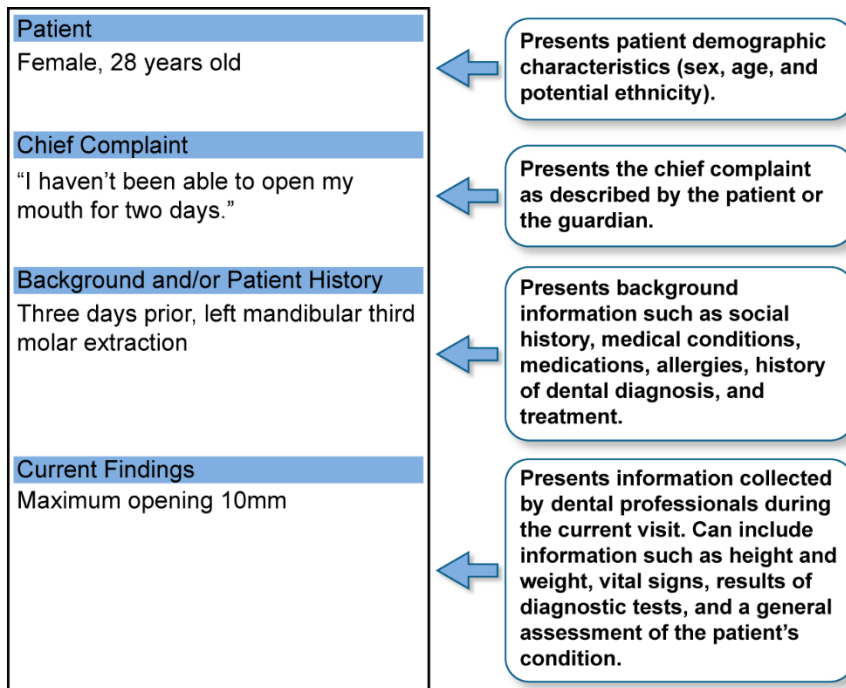 Patient
Female, 28 years old
Presents patient demographic
characteristics (sex, age, and
potential ethnicity).
Chief Complaint
“I haven’t been able to open my
mouth for two days.”
Presents the chief complaint
as described by the patient or
the guardian.
Background and/or Patient History
Three days prior, left mandibular third
molar extraction
Presents background
information such as social
history, medical conditions,
medications, allergies, history
of dental diagnosis, and
treatment.
Current Findings
Maximum opening 10mm
Presents information collected
by dental professionals during
the current visit. Can include
information such as height and
weight, vital signs, results of
diagnostic tests, and a general
assessment of the patient’s
condition.